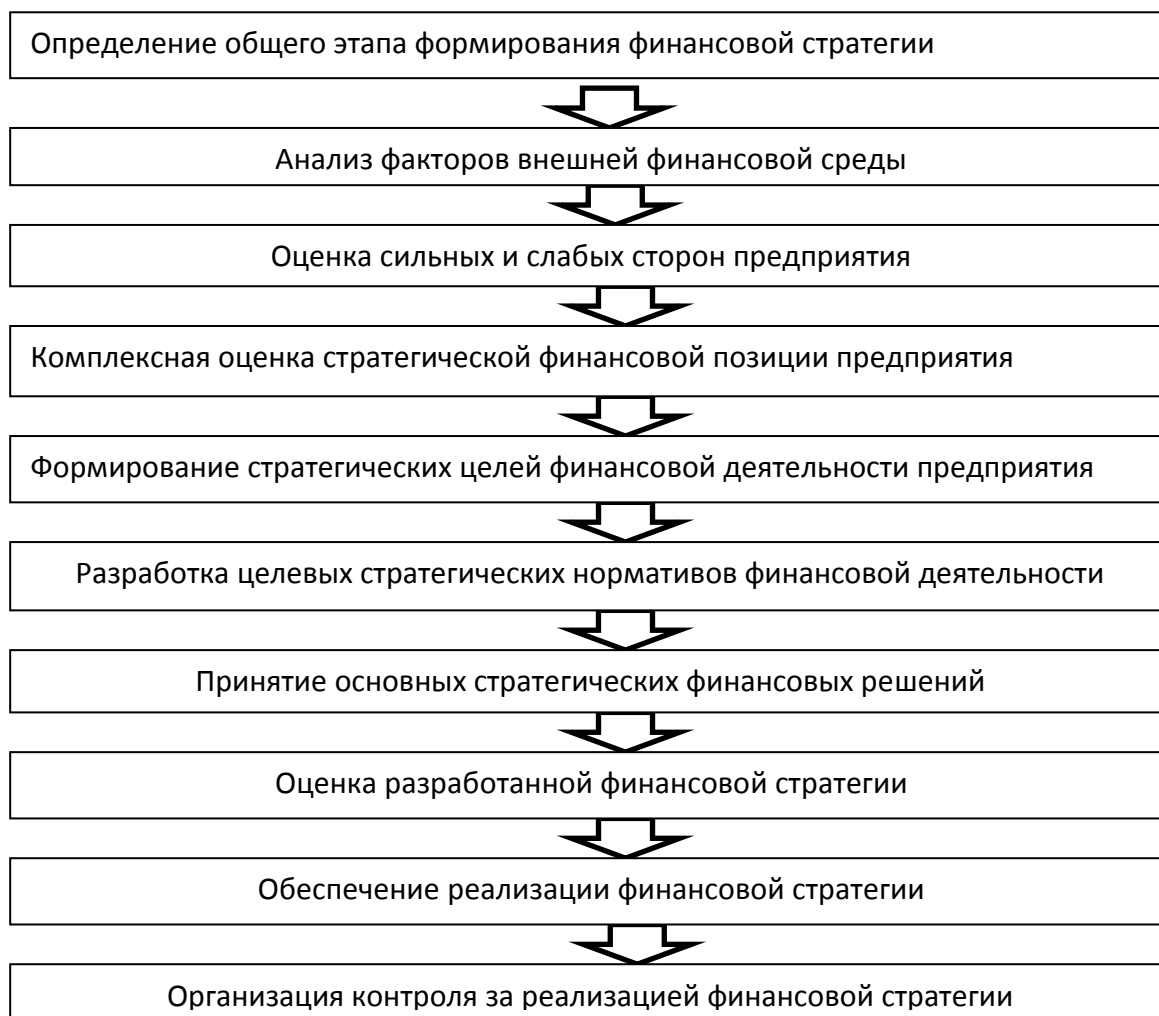 Определение общего этапа формирования финансовой стратегии
Анализ факторов внешней финансовой среды
Оценка сильных и слабых сторон предприятия
Комплексная оценка стратегической финансовой позиции предприятия
Формирование стратегических целей финансовой деятельности предприятия
Разработка целевых стратегических нормативов финансовой деятельности
Принятие основных стратегических финансовых решений
Оценка разработанной финансовой стратегии
Обеспечение реализации финансовой стратегии
Организация контроля за реализацией финансовой стратегии